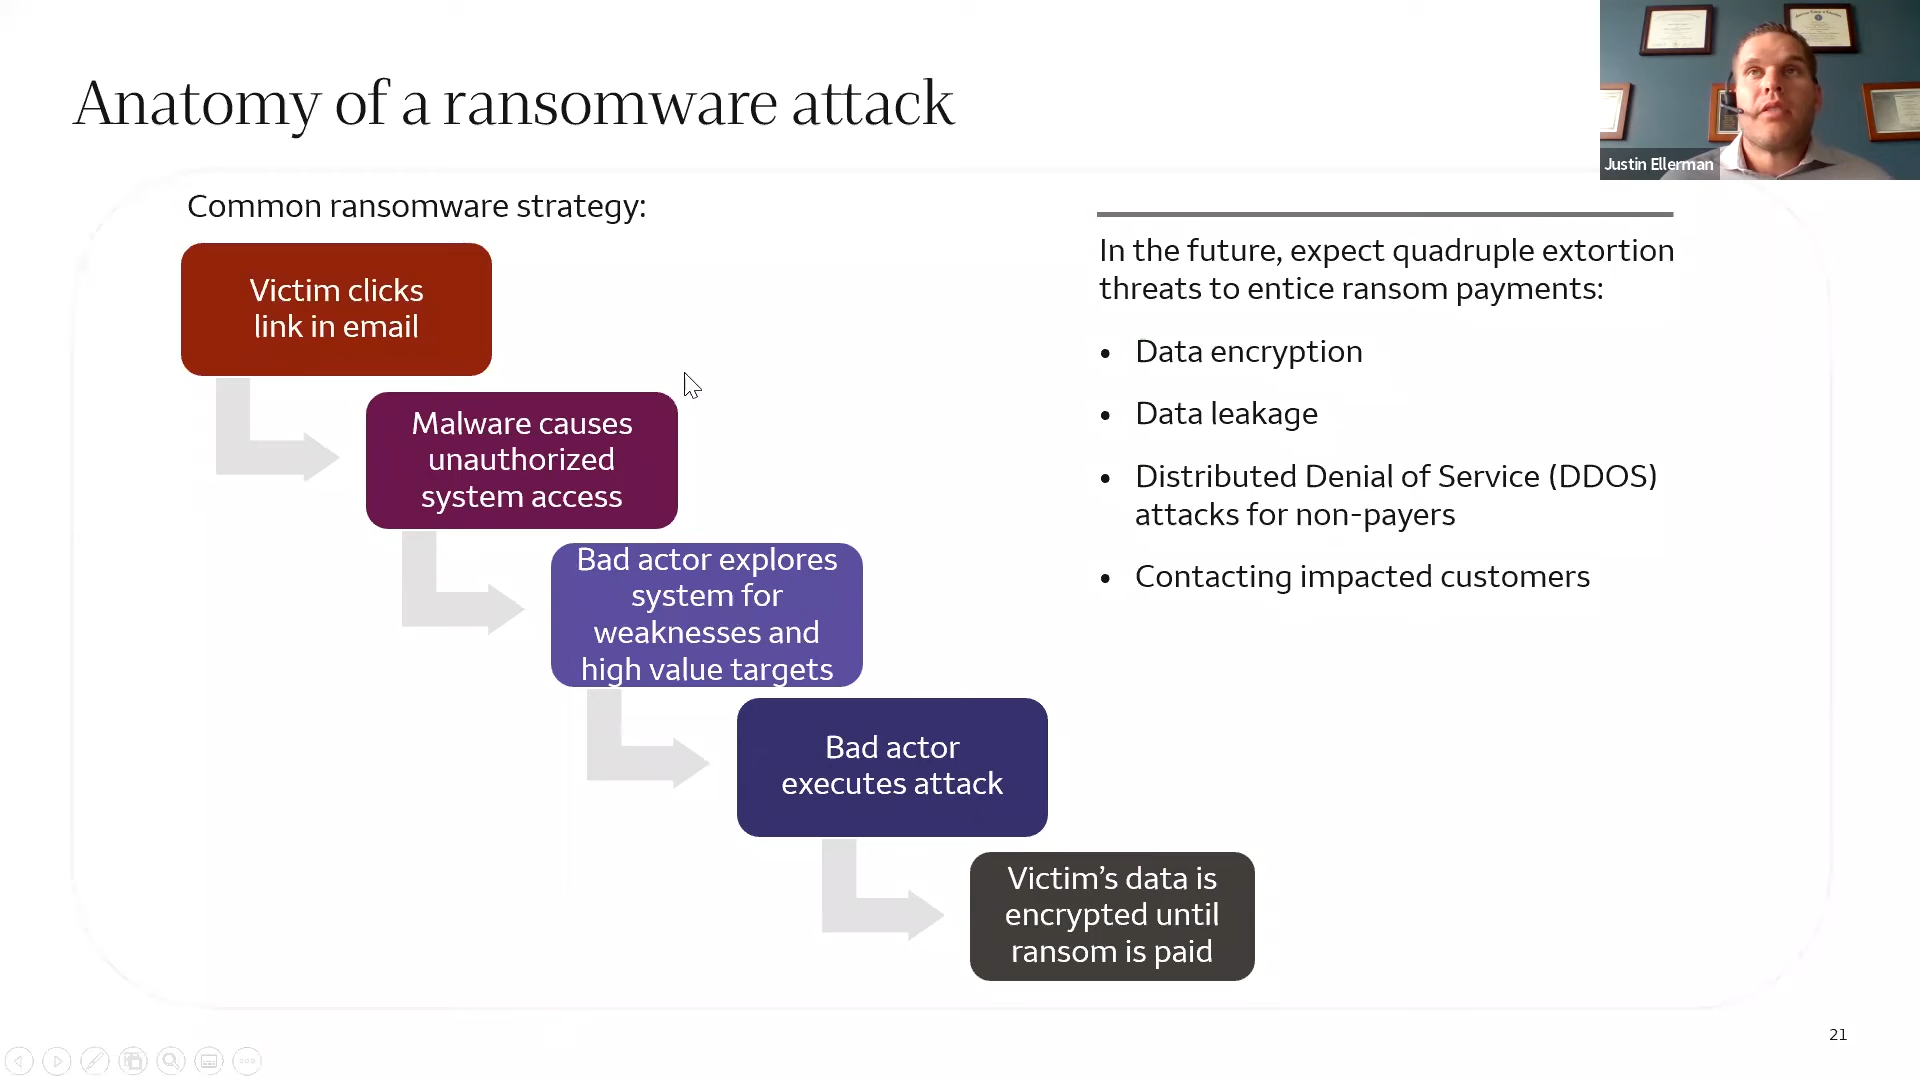 Anatomy of a ransomware attack
Justin Ellerman
Common ransomware strategy:
Victim clicks
link in email
Malware causes
unauthorized
system access
Bad actor explores
system for
weaknesses and
high value targets
Bad actor
executes attack
Victim’s data is
encrypted until
ransom is paid
In the future, expect quadruple extortion
threats to entice ransom payments:
• Data encryption
• Data leakage
• Distributed Denial of Service (DDOS)
attacks for non-payers
• Contacting impacted customers
21